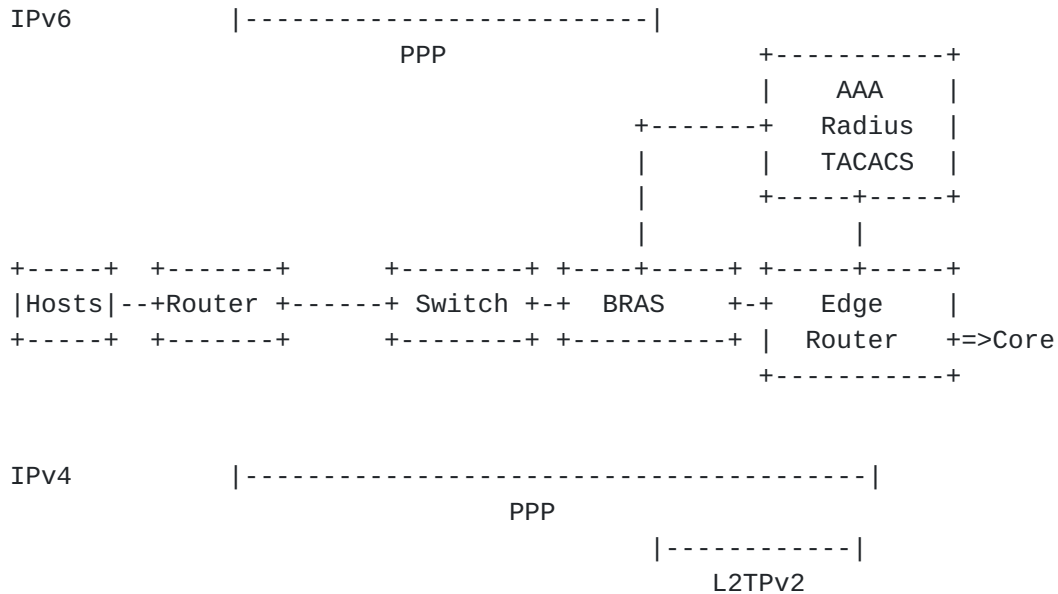 IPv6            |---------------------------|
                          PPP                    +-----------+
                                                 |    AAA    |
                                         +-------+   Radius  |
                                         |       |   TACACS  |
                                         |       +-----+-----+
                                         |             |
+-----+  +-------+      +--------+ +----+-----+ +-----+-----+
|Hosts|--+Router +------+ Switch +-+   BRAS    +-+   Edge    |
+-----+  +-------+      +--------+ +----------+ |  Router   +=>Core
                                                 +-----------+
IPv4            |-----------------------------------------|
                                PPP
                                          |------------|
                                              L2TPv2